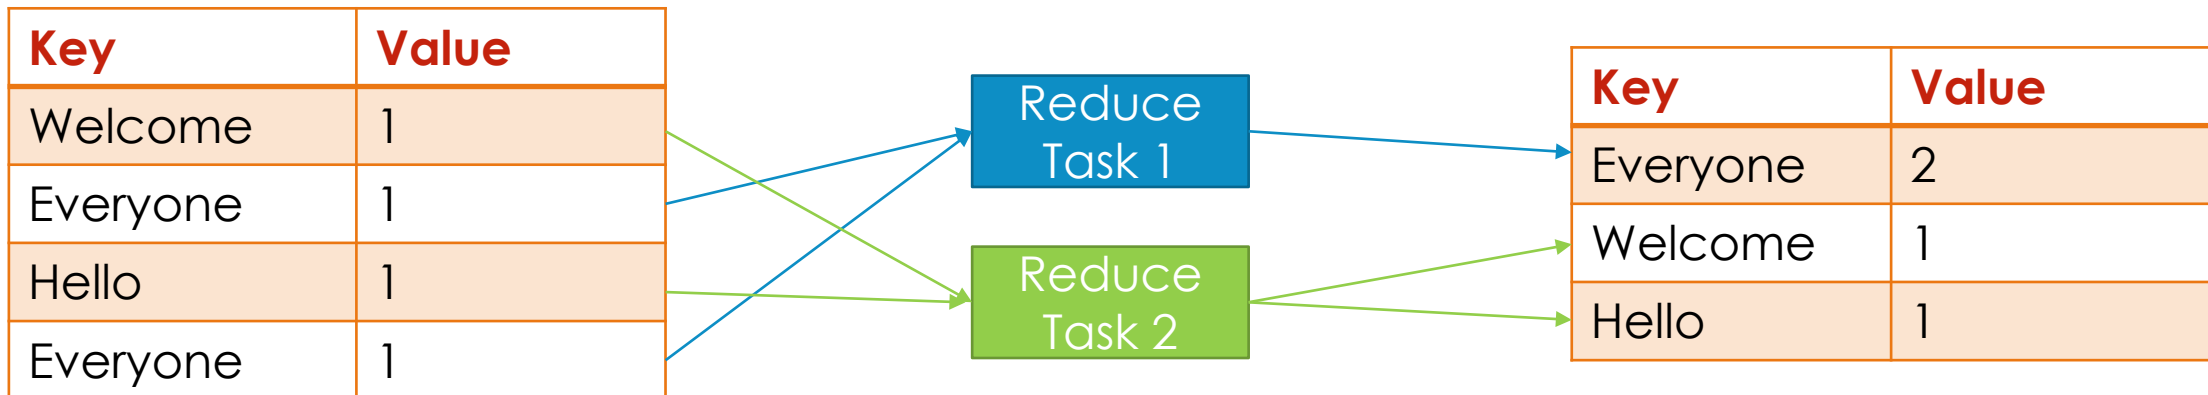 Key Value
Welcome 1
Everyone 1
Hello 1
Everyone 1
Reduce
Task 1
Reduce
Task 2
Key Value
Everyone 2
Welcome 1
Hello 1